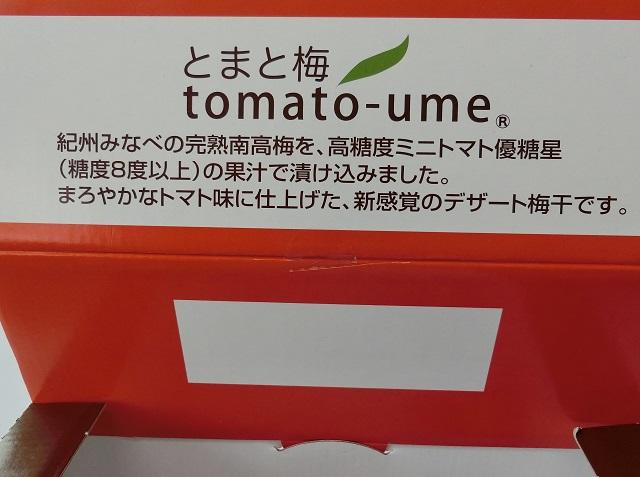 とまと梅
tomato-ume®
紀州みなべの完熟南高梅を、高糖度ミニトマト優糖星
（糖度8度以上）の果汁で漬け込みました。
まろやかなトマト味に仕上げた、新感覚のデザート梅干です。